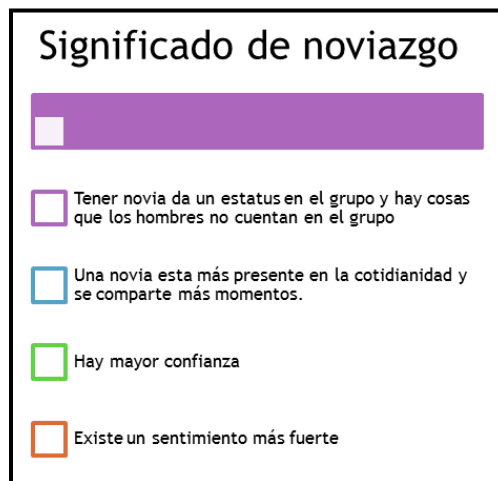 Significado de noviazgo
Tener novia da un estatus en el grupo y hay cosas
que los hombres no cuentan en el grupo
Una novia esta más presente en la cotidianidad y
se comparte más momentos.
Hay mayor confianza
Existe un sentimiento más fuerte